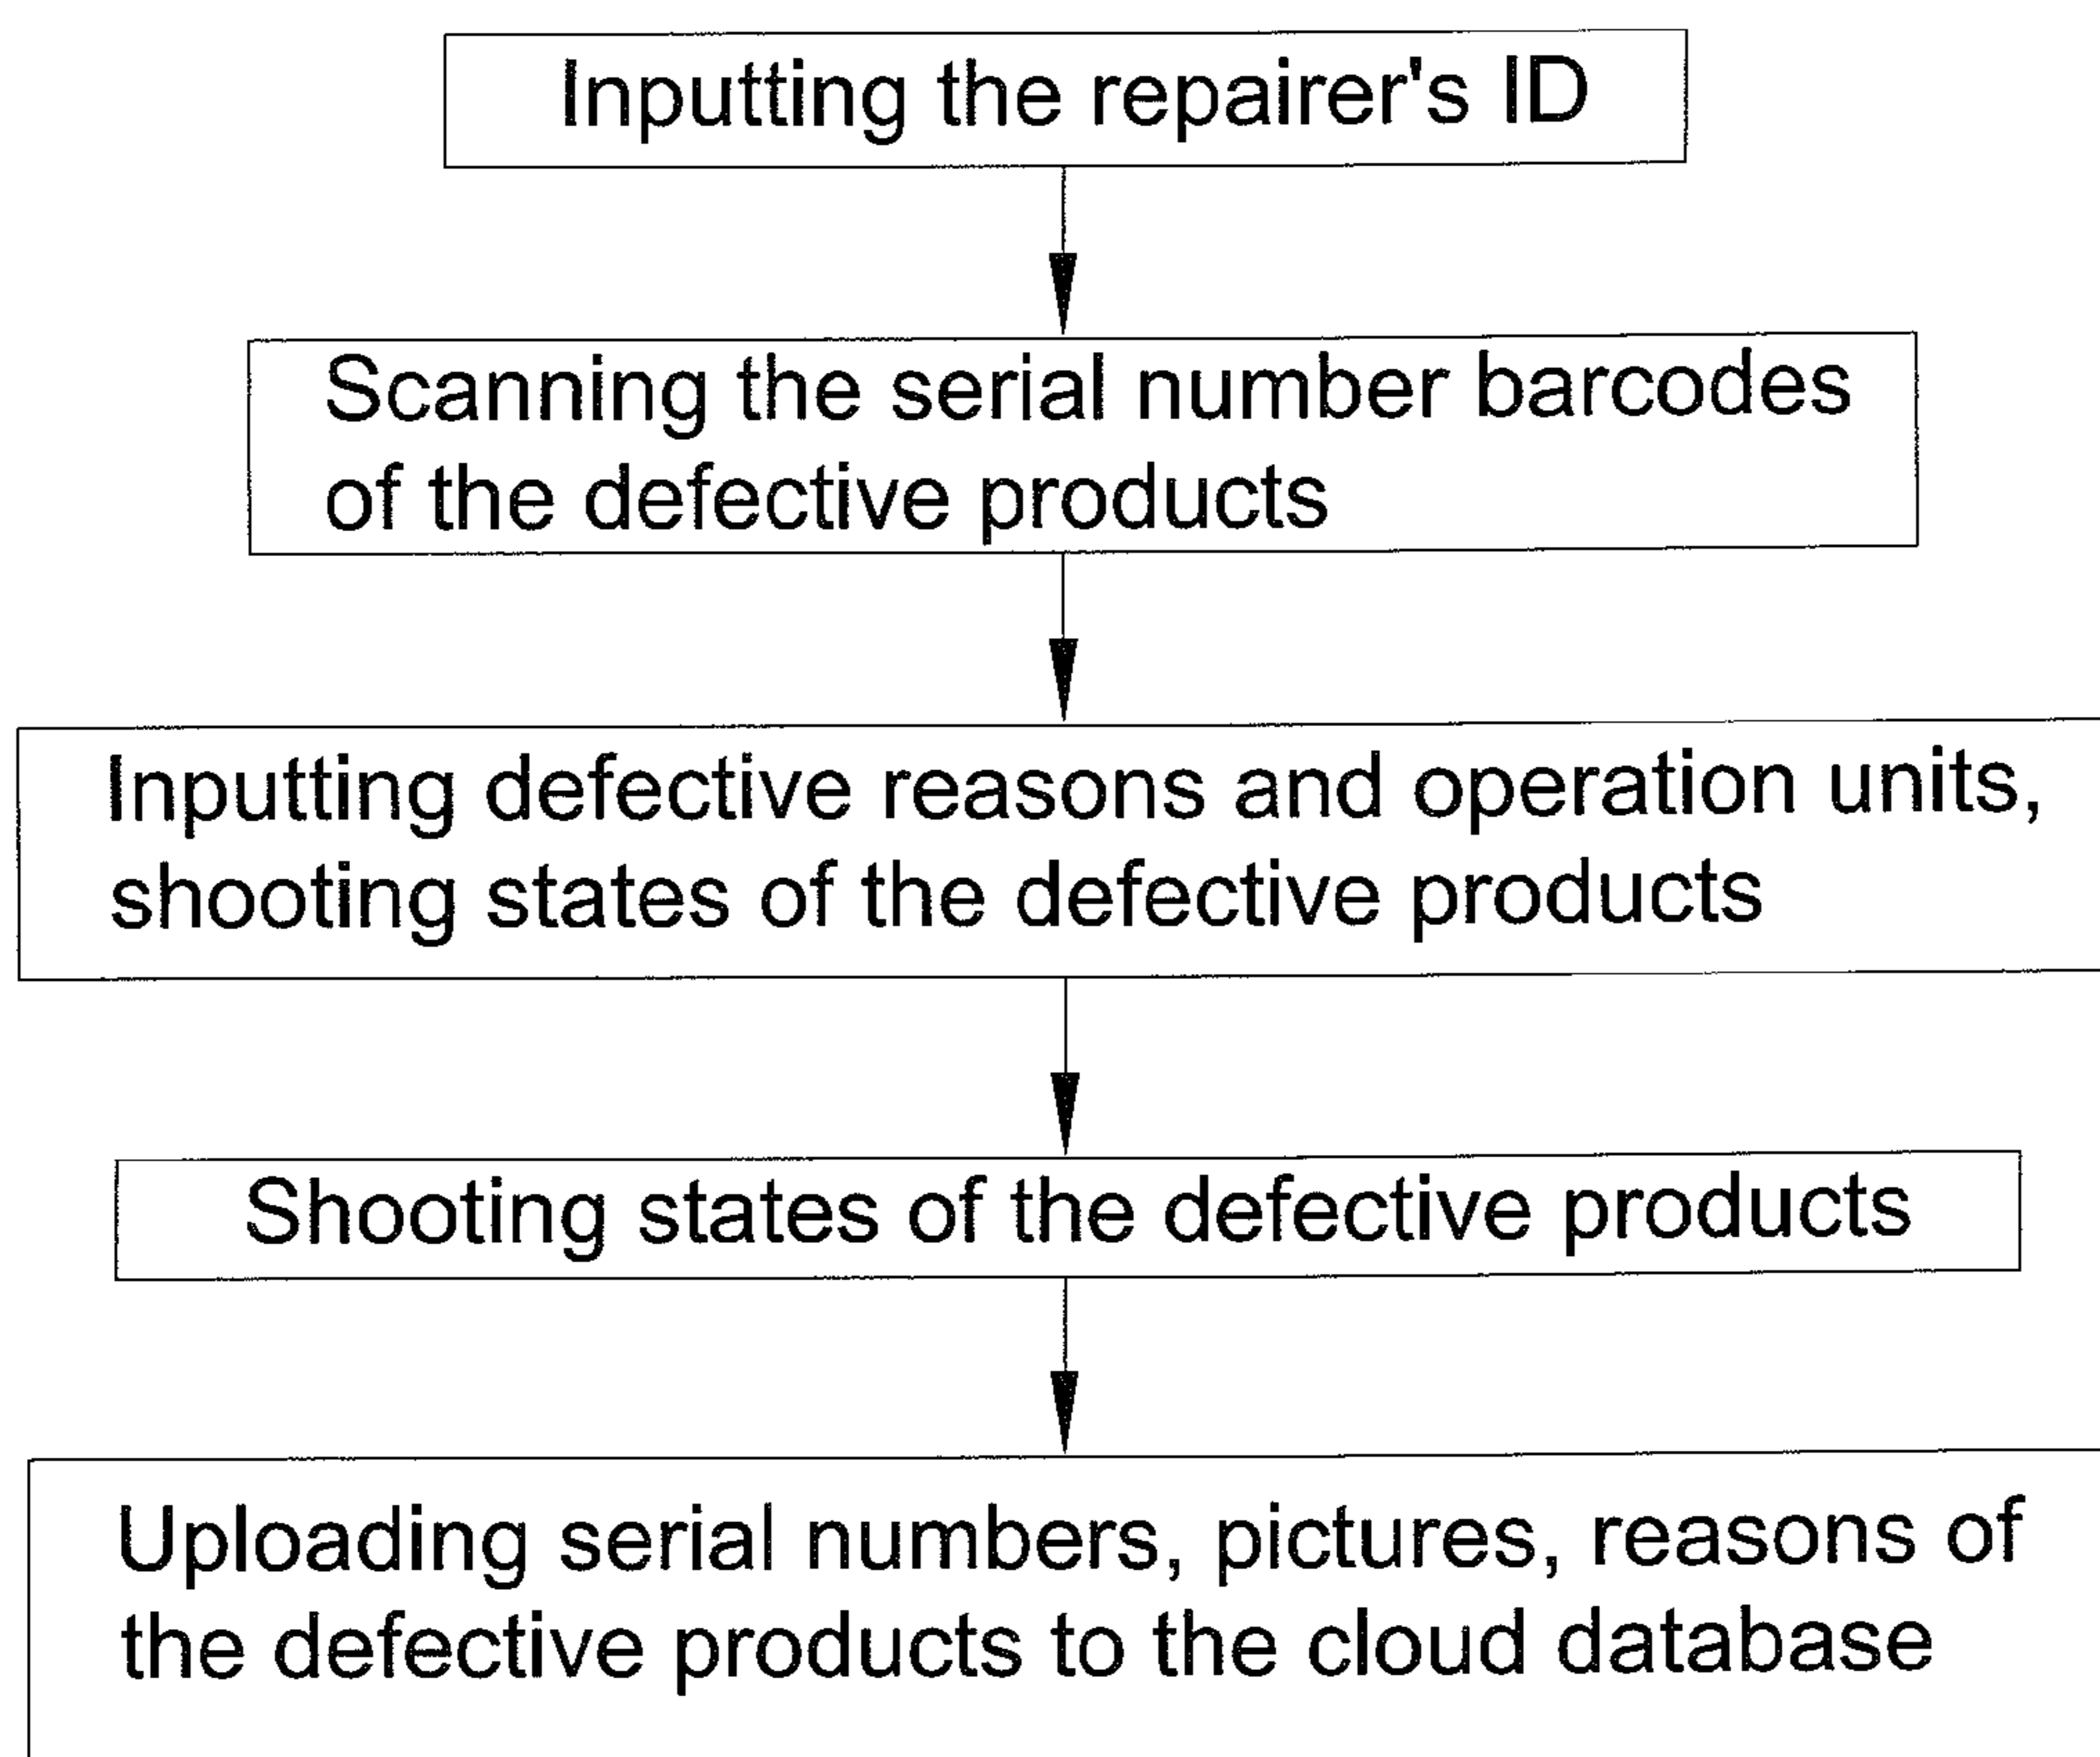 Inputting the repairer's ID
Scanning the serial number barcodes
of the defective products
Inputting defective reasons and operation units,
shooting states of the defective products
Shooting states of the defective products
Uploading serial numbers, pictures, reasons of
the defective products to the cloud database